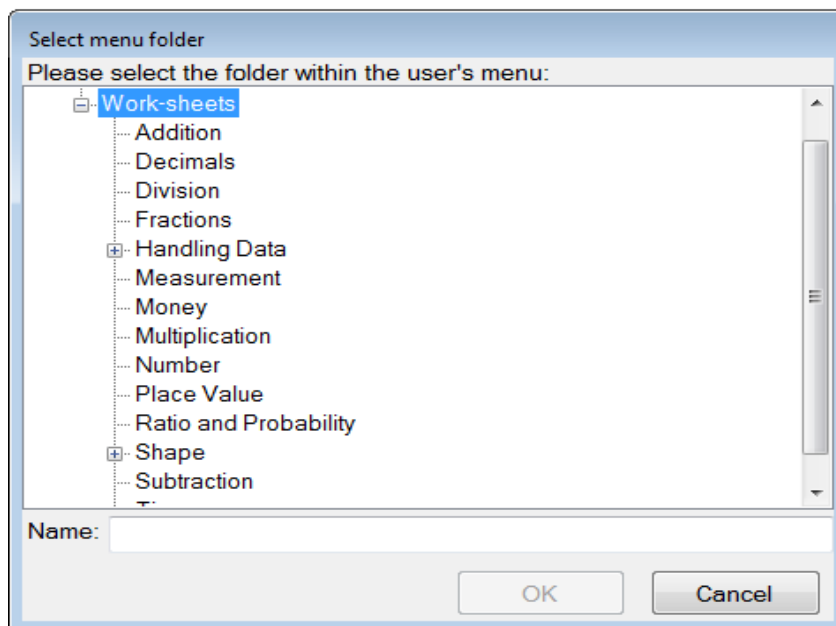 Select menu folder
Please select the folder within the user's menu:
Work-sheets
Addition
Decimals
Division
Fractions
Handling Data
Measurement
Money
Multiplication
Number
Place Value
Ratio and Probability
Shape
Subtraction
Name:
OK
Cancel